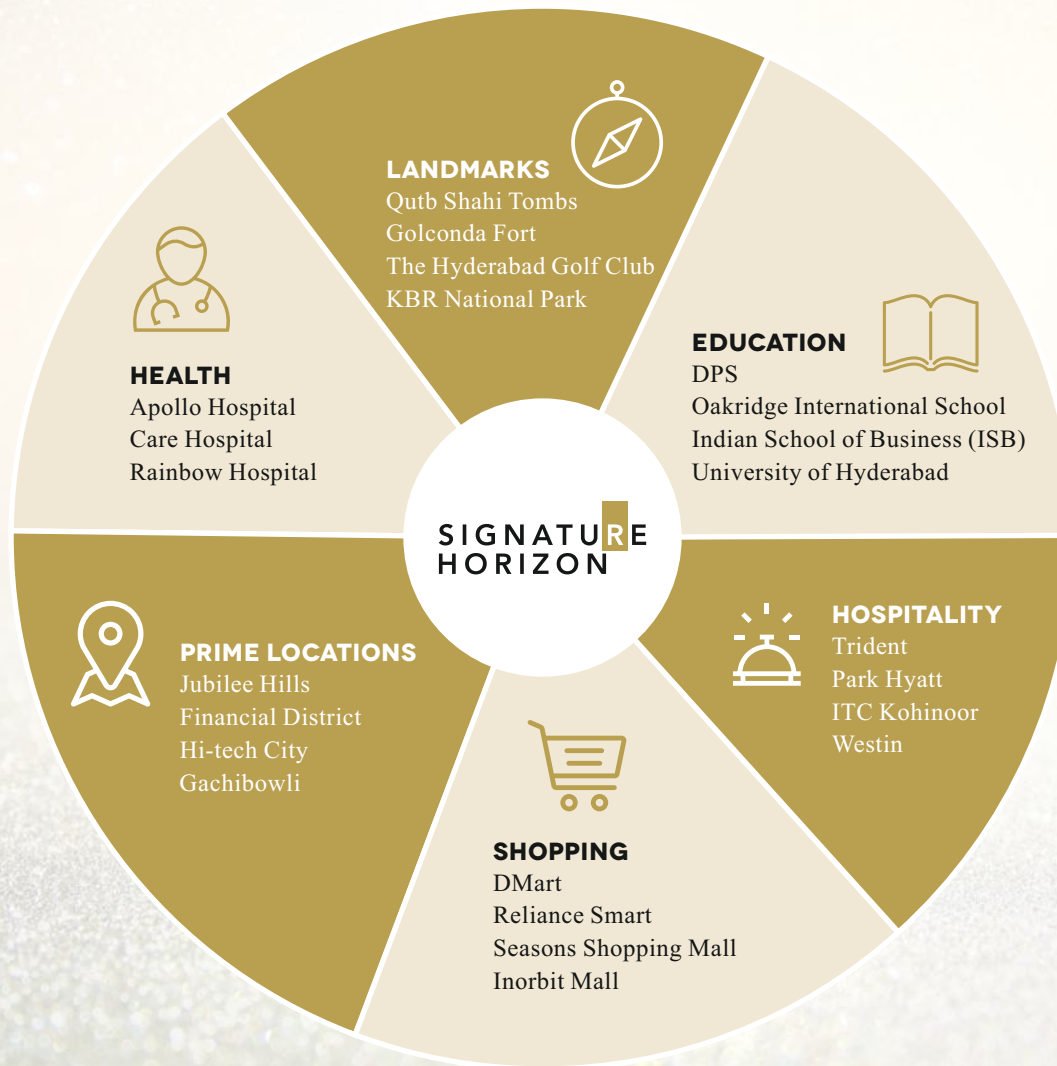 LANDMARKS
Qutb Shahi Tombs
Golconda Fort
The Hyderabad Golf Club
KBR National Park
EDUCATION
DPS
Oakridge International School
Indian School of Business (ISB)
University of Hyderabad
HEALTH
Apollo Hospital
Care Hospital
Rainbow Hospital
SIGNATURE
HORIZON
HOSPITALITY
Trident
Park Hyatt
ITC Kohinoor
Westin
PRIME LOCATIONS
Jubilee Hills
Financial District
Hi-tech City
Gachibowli
SHOPPING
DMart
Reliance Smart
Seasons Shopping Mall
Inorbit Mall